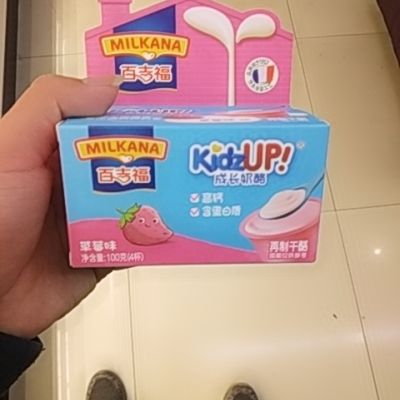 MILKANA
百吉福
MILKANA
百吉福
KidzUP!
成长奶酪
高钙
含蛋白质
草莓味
净含量:100克(4杯)
再制干酪